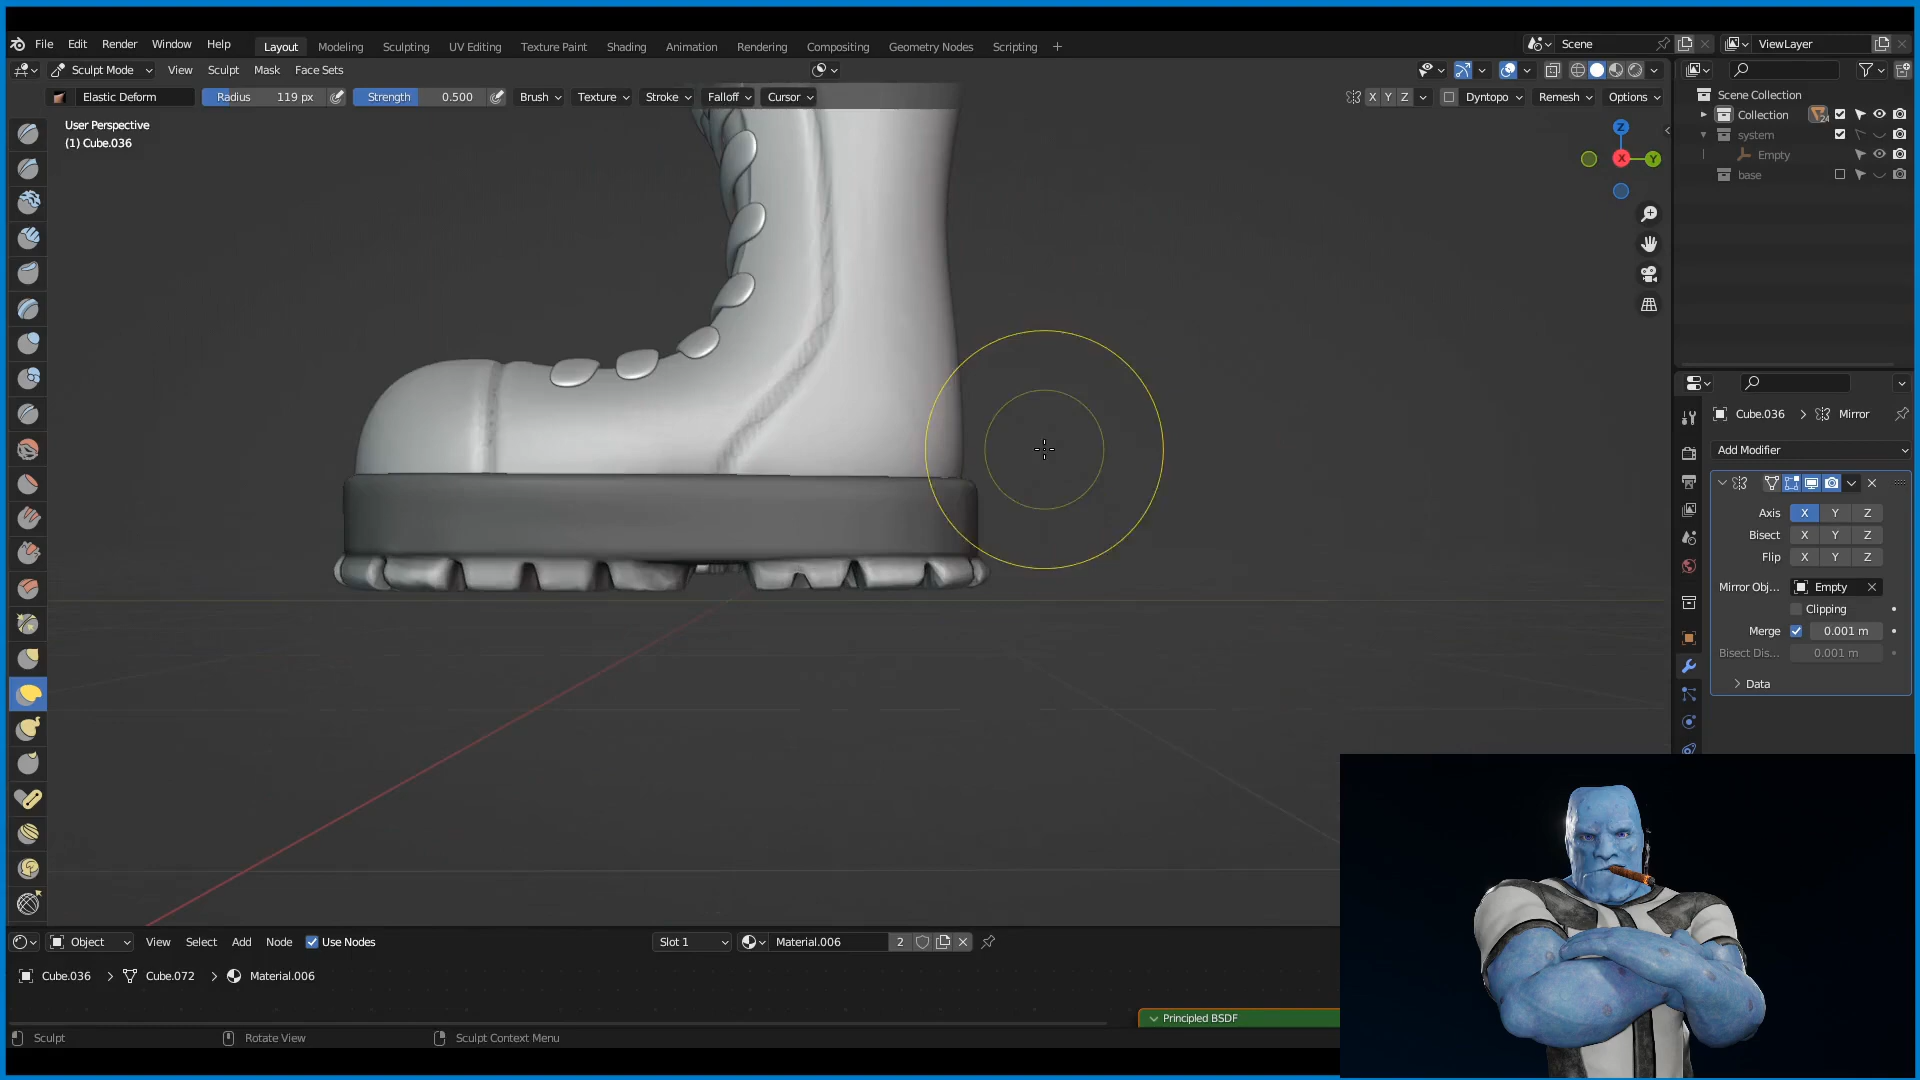 File Edit Render Window Help Layout Modeling Sculpting UV Editing Texture Paint Shading Animation Rendering Compositing Geometry Nodes Scripting + Scene ViewLayer
Sculpt Mode View Sculpt Mask Face Sets
Elastic Deform Radius 119 px Strength 0.500 Brush Texture Stroke Falloff Cursor X Y Z Dyntopo Remesh Options
User Perspective
(1) Cube.036
Z
X Y
Scene Collection
Collection 24
system
Empty
base
Cube.036 > Mirror
Add Modifier
Axis X Y Z
Bisect X Y Z
Flip X Y Z
Mirror Obj... Empty
Clipping
Merge 0.001 m
Bisect Dis... 0.001 m
> Data
Object View Select Add Node Use Nodes Slot 1 Material.006 2
Cube.036 > Cube.072 > Material.006
Principled BSDF
Sculpt Rotate View Sculpt Context Menu